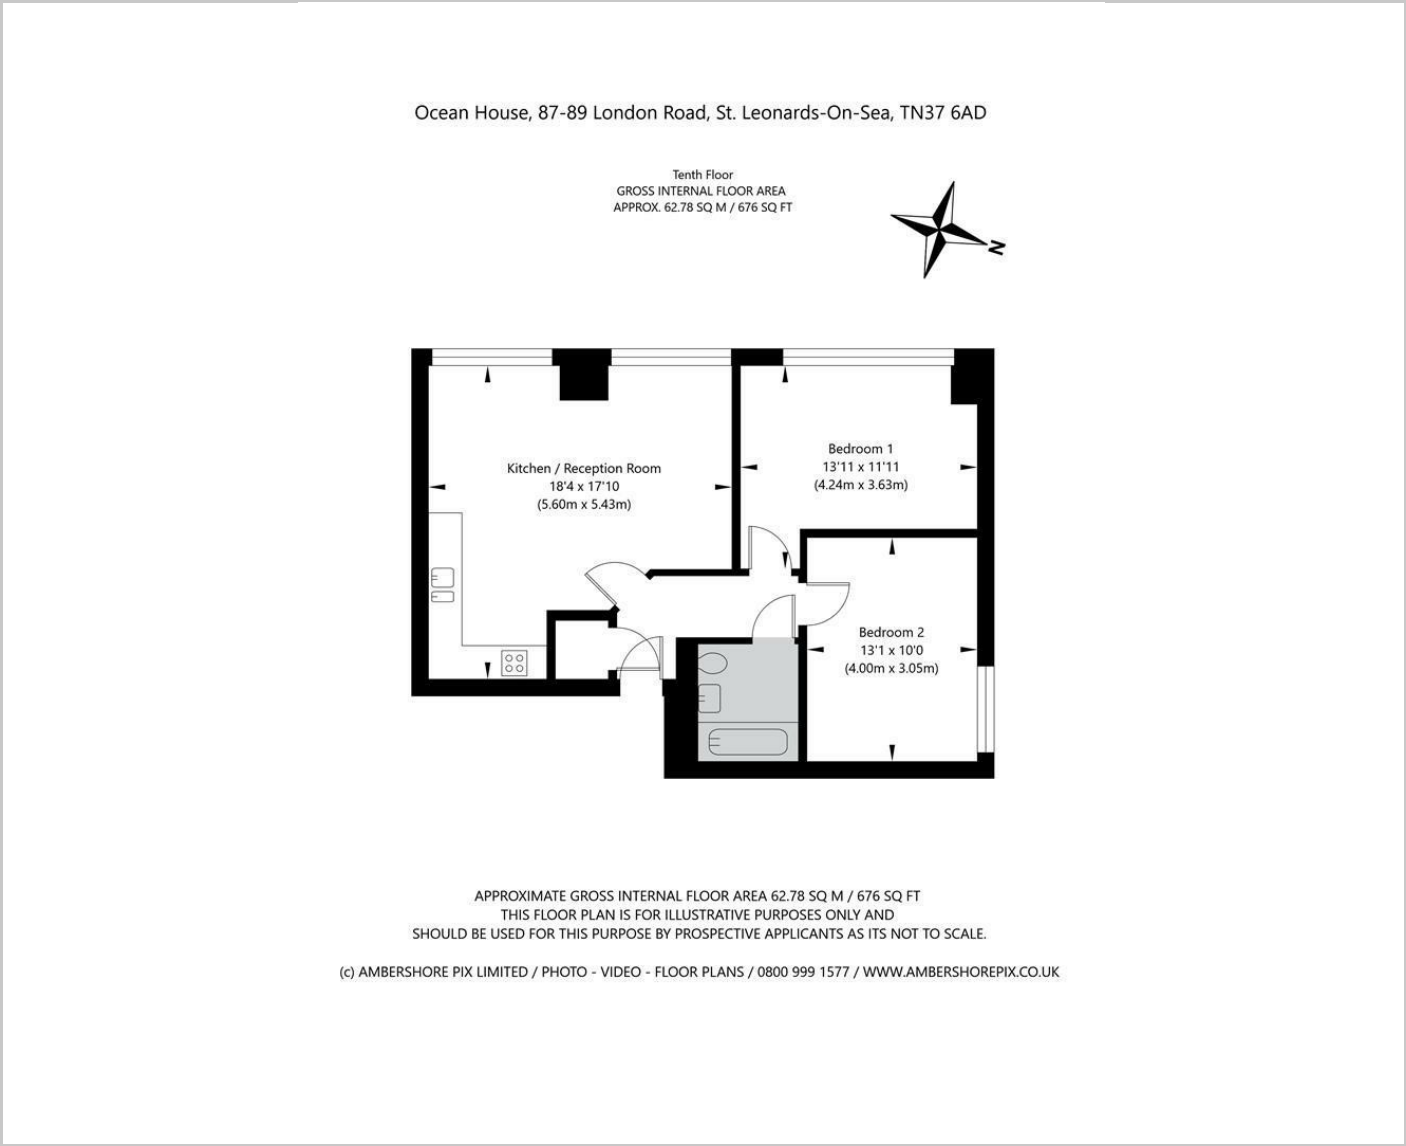 Ocean House, 87-89 London Road, St. Leonards-On-Sea, TN37 6AD
Tenth Floor
GROSS INTERNAL FLOOR AREA
APPROX. 62.78 SQ M / 676 SQ FT
N
Bedroom 1
13'11 x 11'11
(4.24m x 3.63m)
Kitchen / Reception Room
18'4 x 17'10
(5.60m x 5.43m)
Bedroom 2
13'1 x 10'0
(4.00m x 3.05m)
APPROXIMATE GROSS INTERNAL FLOOR AREA 62.78 SQ M / 676 SQ FT
THIS FLOOR PLAN IS FOR ILLUSTRATIVE PURPOSES ONLY AND
SHOULD BE USED FOR THIS PURPOSE BY PROSPECTIVE APPLICANTS AS ITS NOT TO SCALE.
(c) AMBERSHORE PIX LIMITED / PHOTO - VIDEO - FLOOR PLANS / 0800 999 1577 / WWW.AMBERSHOREPIX.CO.UK